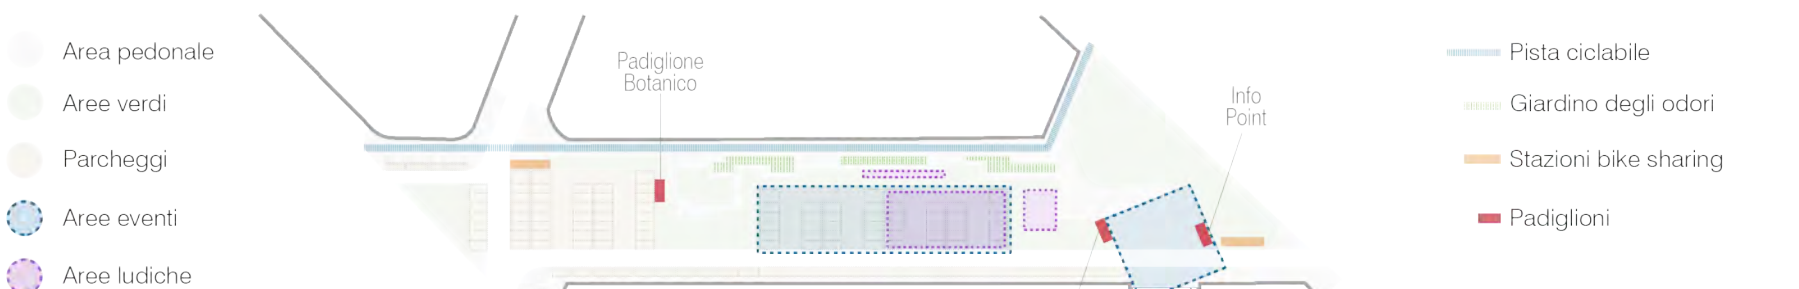 Area pedonale
Aree verdi
Parcheggi
Aree eventi
Aree ludiche
Padiglione
Botanico
Info
Point
Pista ciclabile
Giardino degli odori
Stazioni bike sharing
Padiglioni